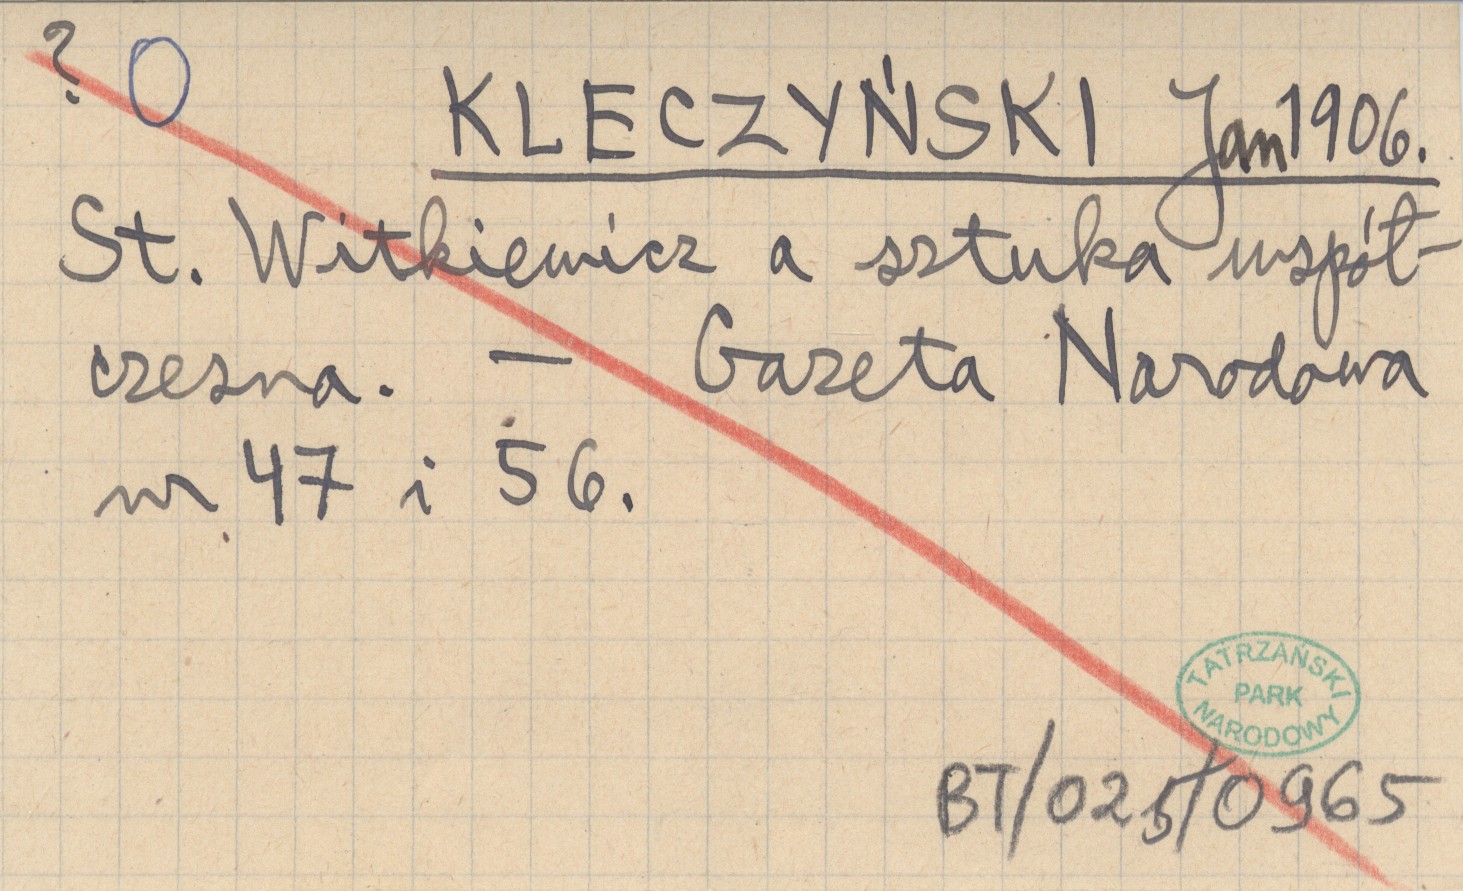 ? O
KLECZYŃSKI Jan 1906.
St. Witkiewicz a sztuka współ-
czesna. — Gazeta Narodowa
nr 47 i 56.
TATRZAŃSKI
PARK
NARODOWY
BT/025/0965